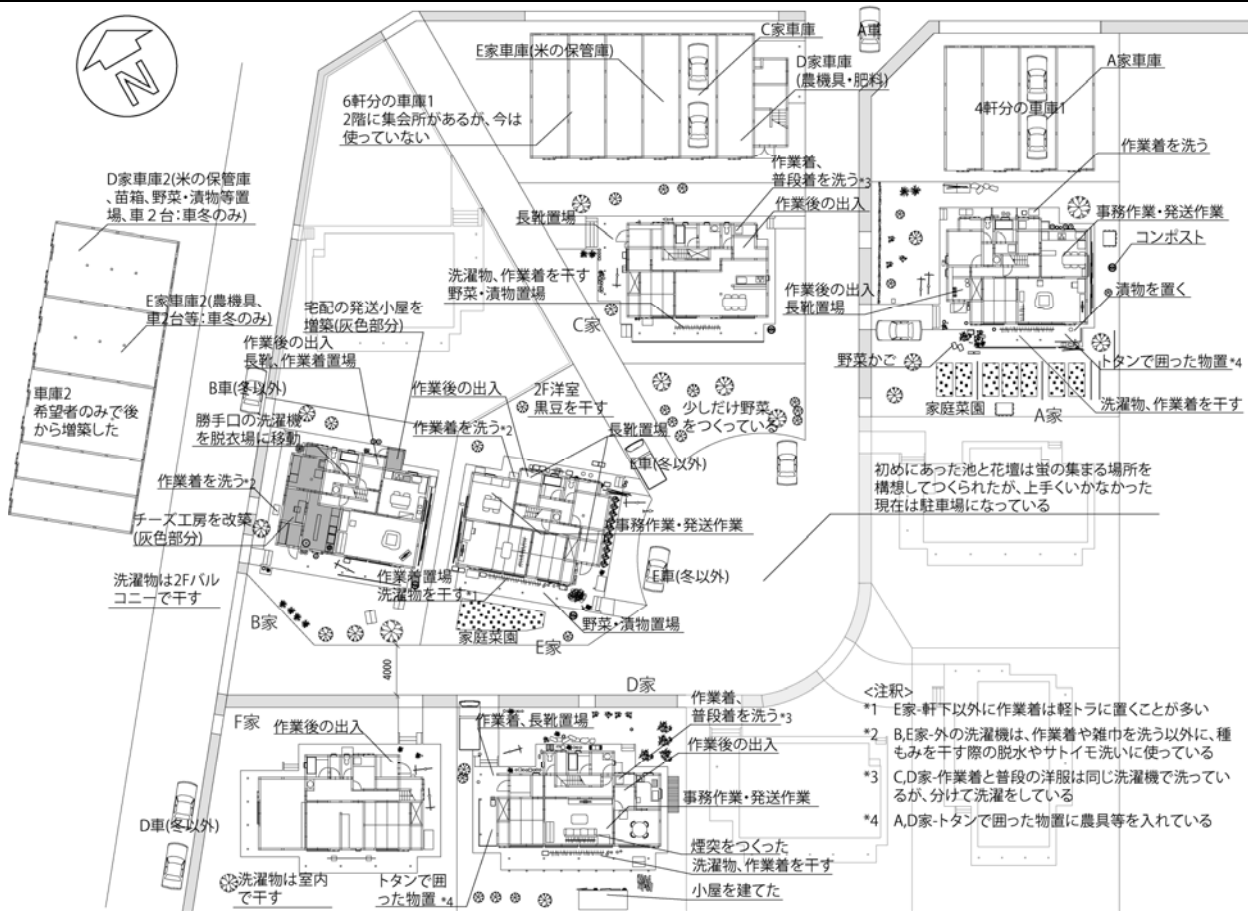 N
E家車庫(米の保管庫)
C家車庫
D家車庫
(農機具・肥料)
6軒分の車庫1
2階に集会所があるが、今は
使っていない
A車
A家車庫
4軒分の車庫1
作業着を洗う
事務作業・発送作業
コンポスト
漬物を置く
作業後の出入
長靴置場
野菜かご
トタンで囲った物置*4
家庭菜園
洗濯物、作業着を干す
A家
作業着、
普段着を洗う*3
作業後の出入
長靴置場
洗濯物、作業着を干す
野菜・漬物置場
C家
少しだけ野菜
をつくっている
D家車庫2(米の保管庫
、苗箱、野菜・漬物等置
場、車２台:車冬のみ)
E家車庫2(農機具、
車2台等:車冬のみ)
車庫2
希望者のみで後
から増築した
宅配の発送小屋を
増築(灰色部分)
作業後の出入
長靴、作業着置場
B車(冬以外)
勝手口の洗濯機
を脱衣場に移動
作業着を洗う*2
チーズ工房を改築
(灰色部分)
洗濯物は2Fバル
コニーで干す
B家
作業後の出入
2F洋室
黒豆を干す
作業着を洗う*2
長靴置場
E車(冬以外)
事務作業・発送作業
E車(冬以外)
作業着置場
洗濯物を干す*1
野菜・漬物置場
家庭菜園
E家
初めにあった池と花壇は蛍の集まる場所を
構想してつくられたが、上手くいかなかった
現在は駐車場になっている
4000
D家
F家
作業後の出入
作業着、長靴置場
作業着、
普段着を洗う*3
作業後の出入
事務作業・発送作業
煙突をつくった
洗濯物、作業着を干す
小屋を建てた
D車(冬以外)
洗濯物は室内
で干す
トタンで囲
った物置 *4
<注釈>
*1 E家-軒下以外に作業着は軽トラに置くことが多い
*2 B,E家-外の洗濯機は、作業着や雑巾を洗う以外に、種
もみを干す際の脱水やサトイモ洗いに使っている
*3 C,D家-作業着と普段の洋服は同じ洗濯機で洗ってい
るが、分けて洗濯をしている
*4 A,D家-トタンで囲った物置に農具等を入れている